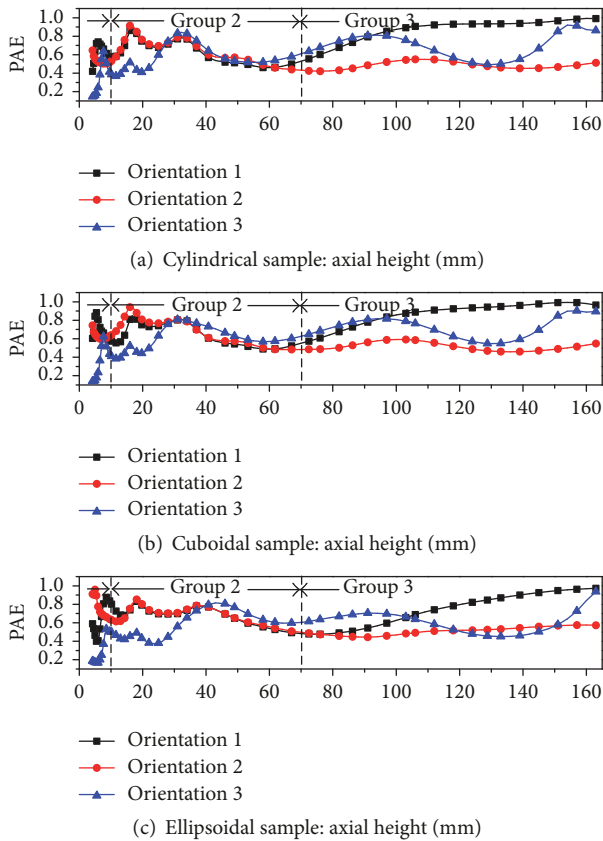 PAE
1.0
0.8
0.6
0.4
0.2
Group 2
Group 3
0 20 40 60 80 100 120 140 160
Orientation 1
Orientation 2
Orientation 3
(a) Cylindrical sample: axial height (mm)
PAE
1.0
0.8
0.6
0.4
0.2
Group 2
Group 3
0 20 40 60 80 100 120 140 160
Orientation 1
Orientation 2
Orientation 3
(b) Cuboidal sample: axial height (mm)
PAE
1.0
0.8
0.6
0.4
0.2
Group 2
Group 3
0 20 40 60 80 100 120 140 160
Orientation 1
Orientation 2
Orientation 3
(c) Ellipsoidal sample: axial height (mm)